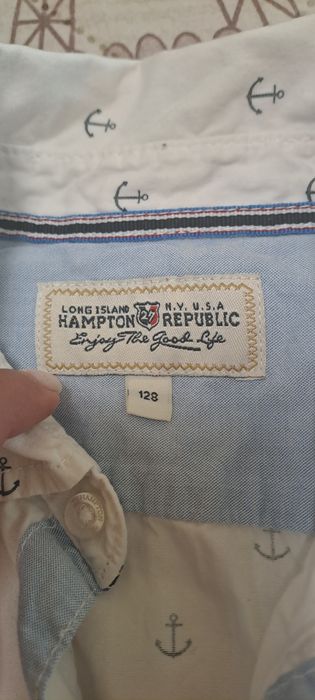 LONG ISLAND N.Y. U.S.A
HAMPTON 27 REPUBLIC
Enjoy The Good Life
128